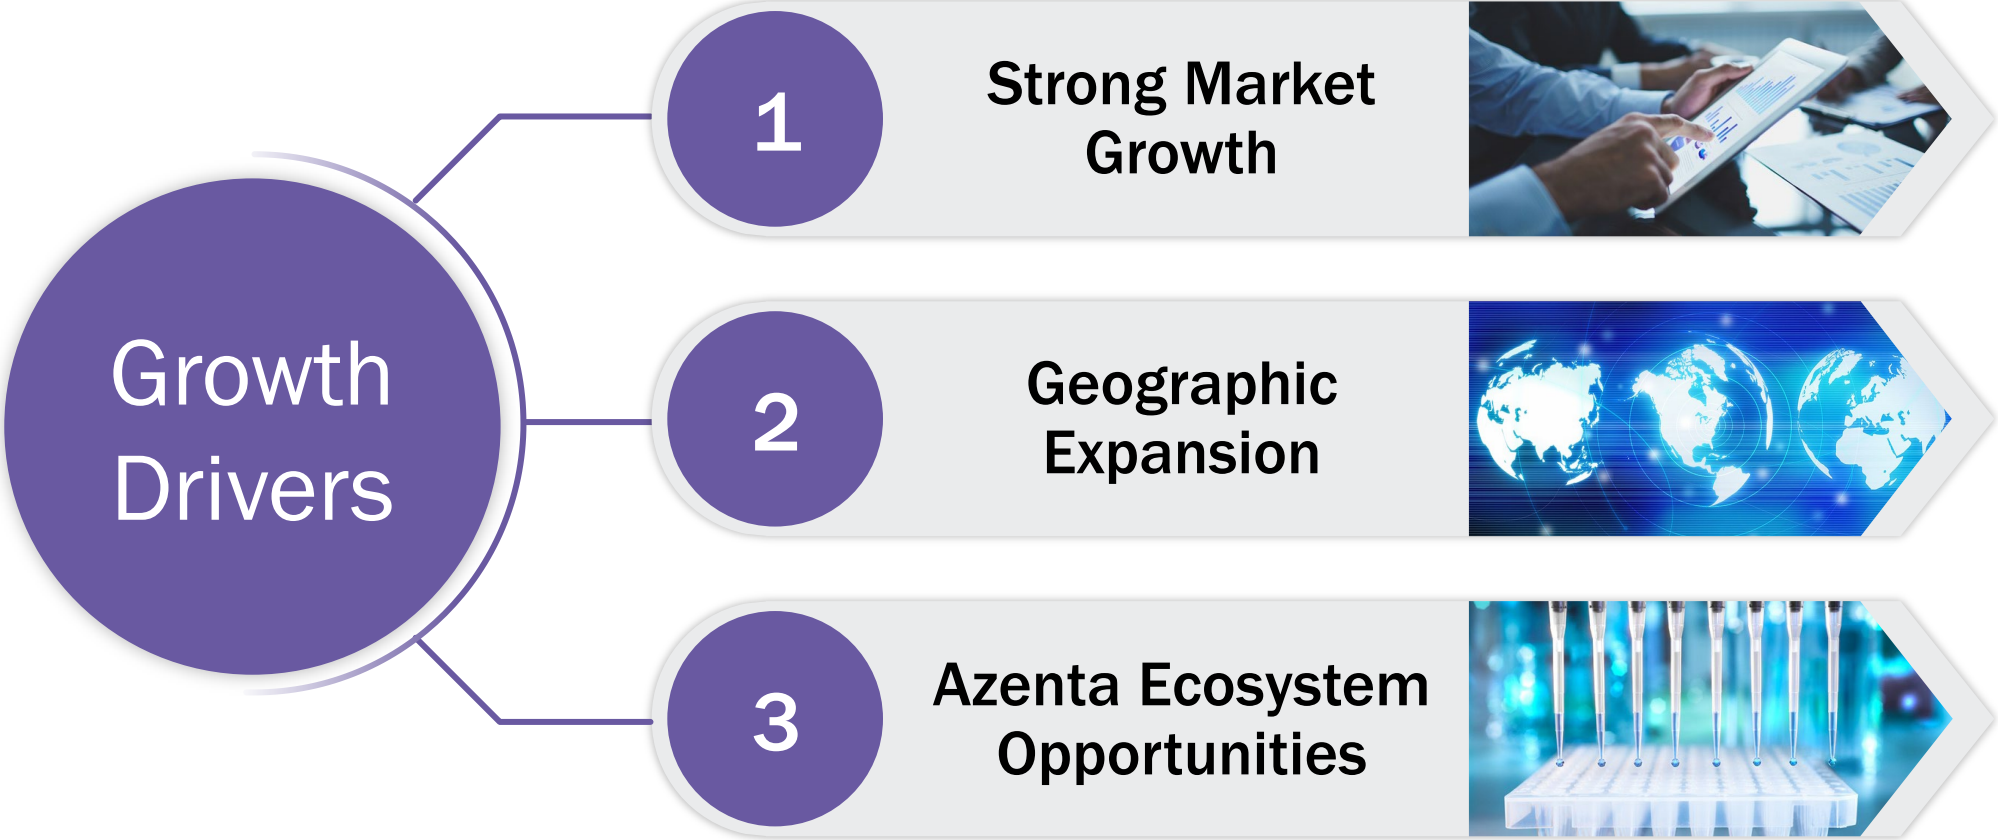 Growth
Drivers
1
Strong Market
Growth
2
Geographic
Expansion
3
Azenta Ecosystem
Opportunities